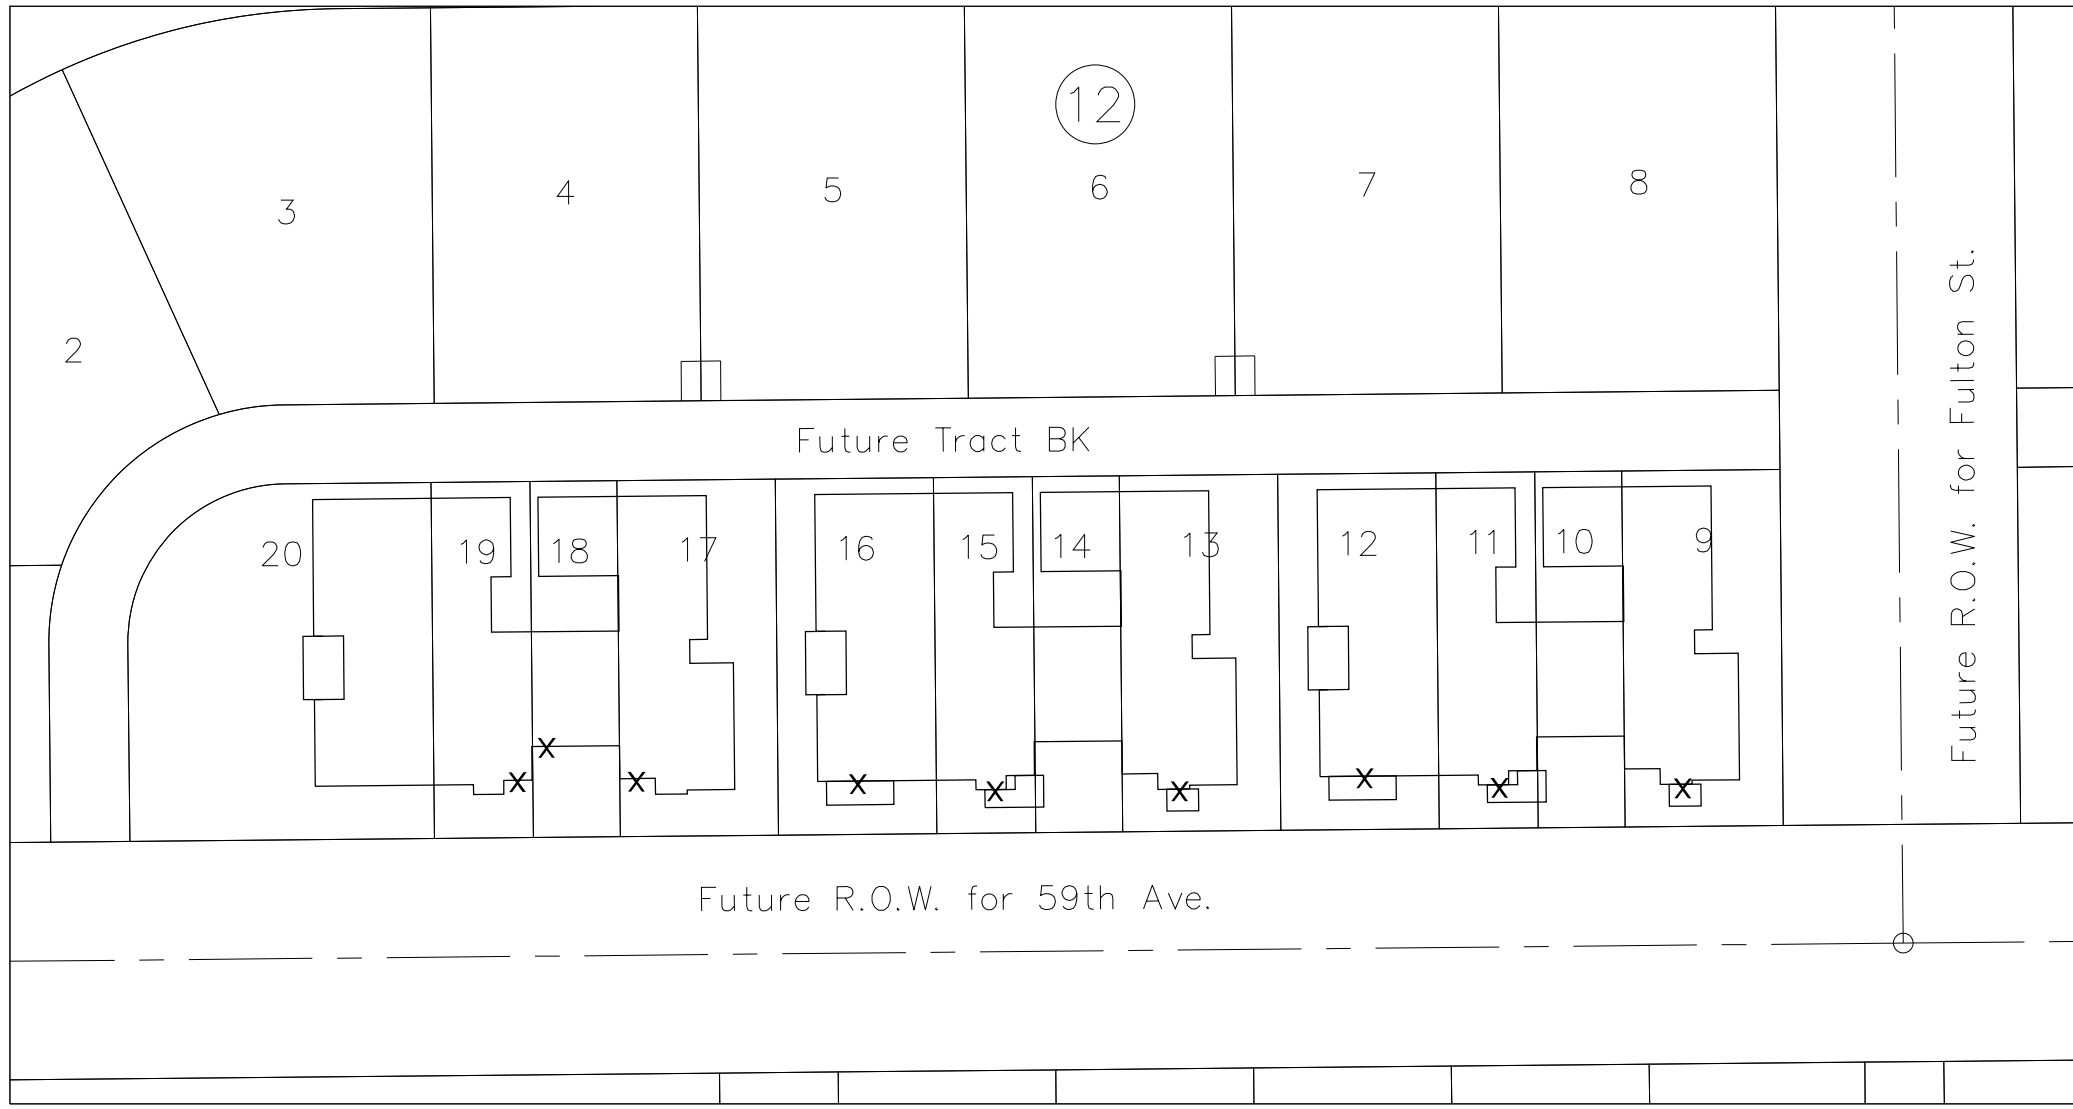 12
3
4
5
6
7
8
2
Future Tract BK
20
19
18
17
16
15
14
13
12
11
10
9
X
X
X
X
X
X
X
X
X
Future R.O.W. for Fulton St.
Future R.O.W. for 59th Ave.